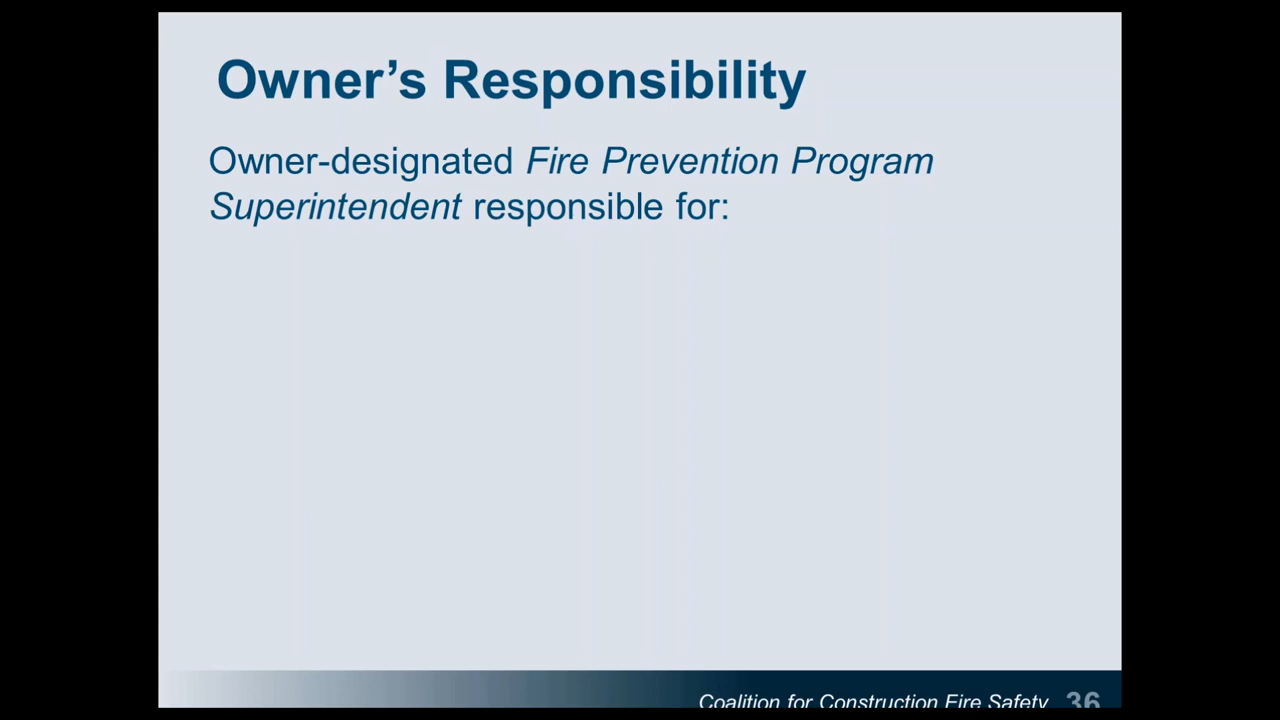 Owner’s Responsibility
Owner-designated Fire Prevention Program
Superintendent responsible for:
Coalition for Construction Fire Safety 36